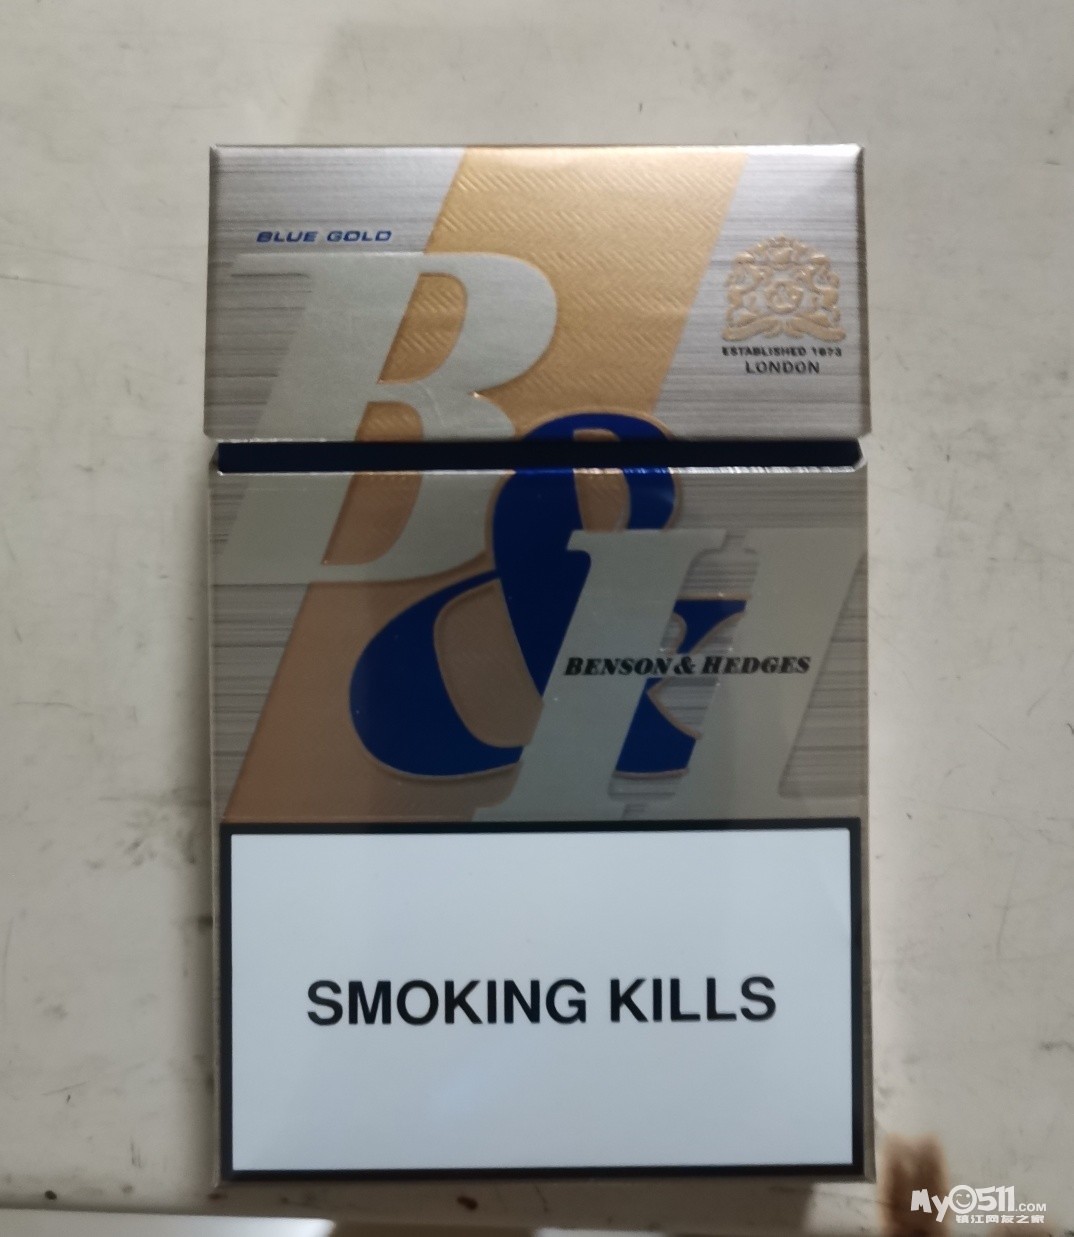 BLUE GOLD
B&H
ESTABLISHED 1873
LONDON
BENSON & HEDGES
SMOKING KILLS
My0511.COM
镇江网友之家